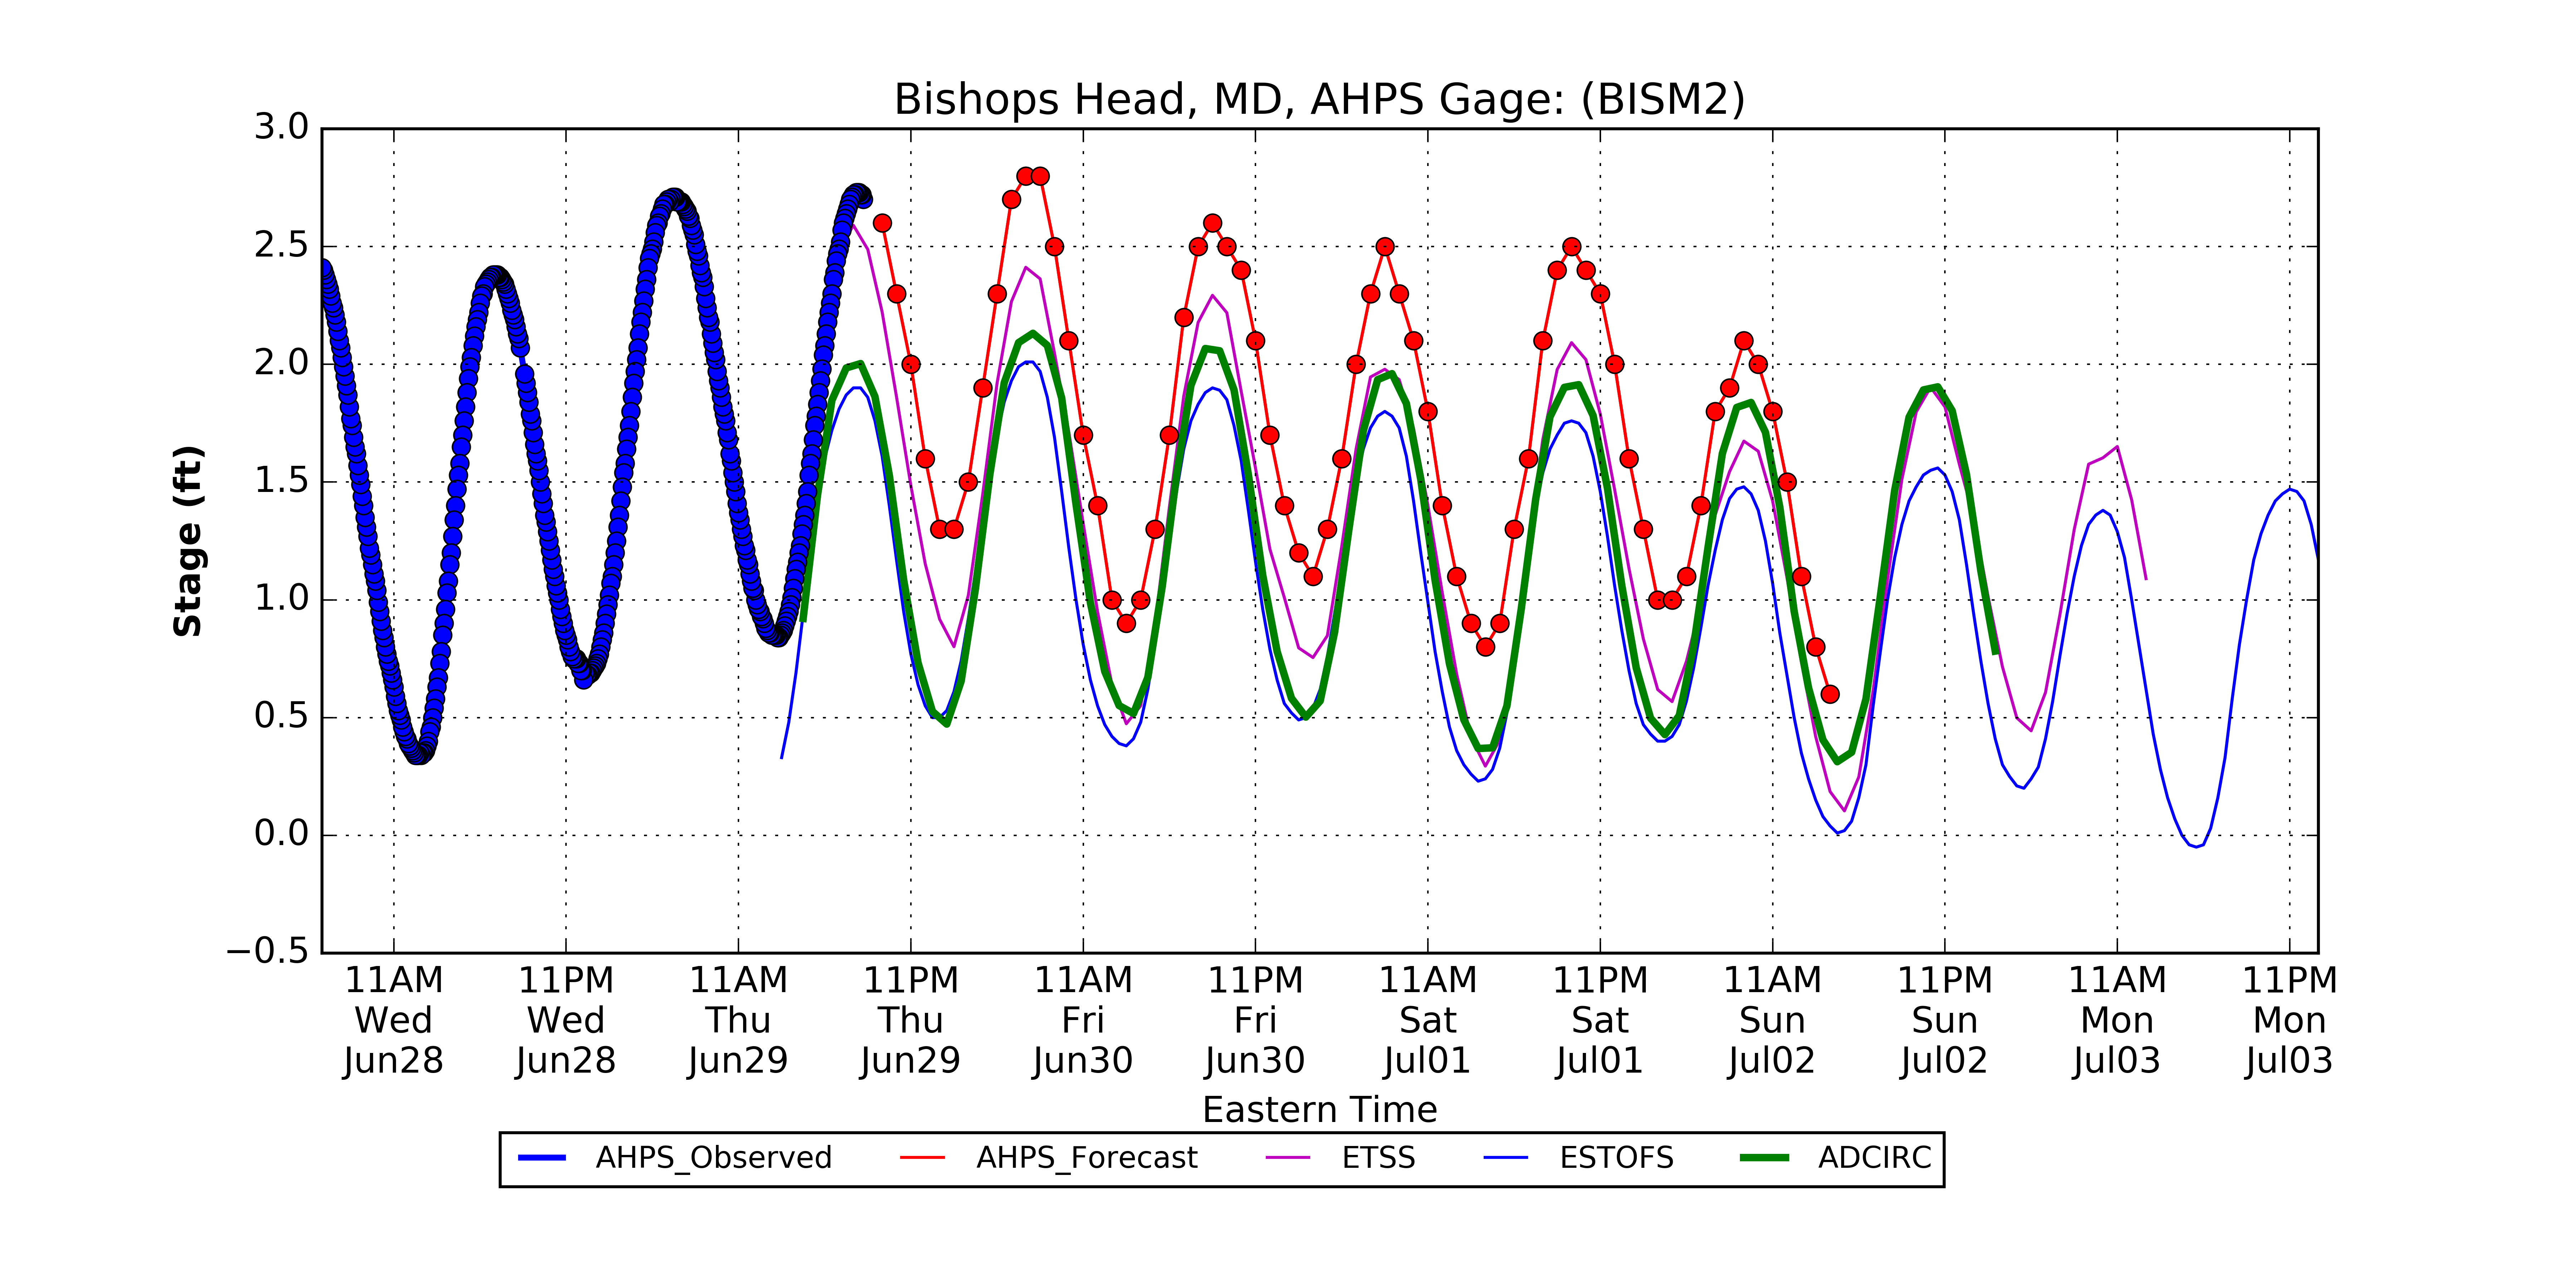 Bishops Head, MD, AHPS Gage: (BISM2)
3.0
2.5
2.0
1.5
1.0
0.5
0.0
−0.5
Stage (ft)
11AM 11PM 11AM 11PM 11AM 11PM 11AM 11PM 11AM 11PM 11AM 11PM
Wed Wed Thu Thu Fri Fri Sat Sat Sun Sun Mon Mon
Jun28 Jun28 Jun29 Jun29 Jun30 Jun30 Jul01 Jul01 Jul02 Jul02 Jul03 Jul03
Eastern Time
AHPS_Observed AHPS_Forecast ETSS ESTOFS ADCIRC